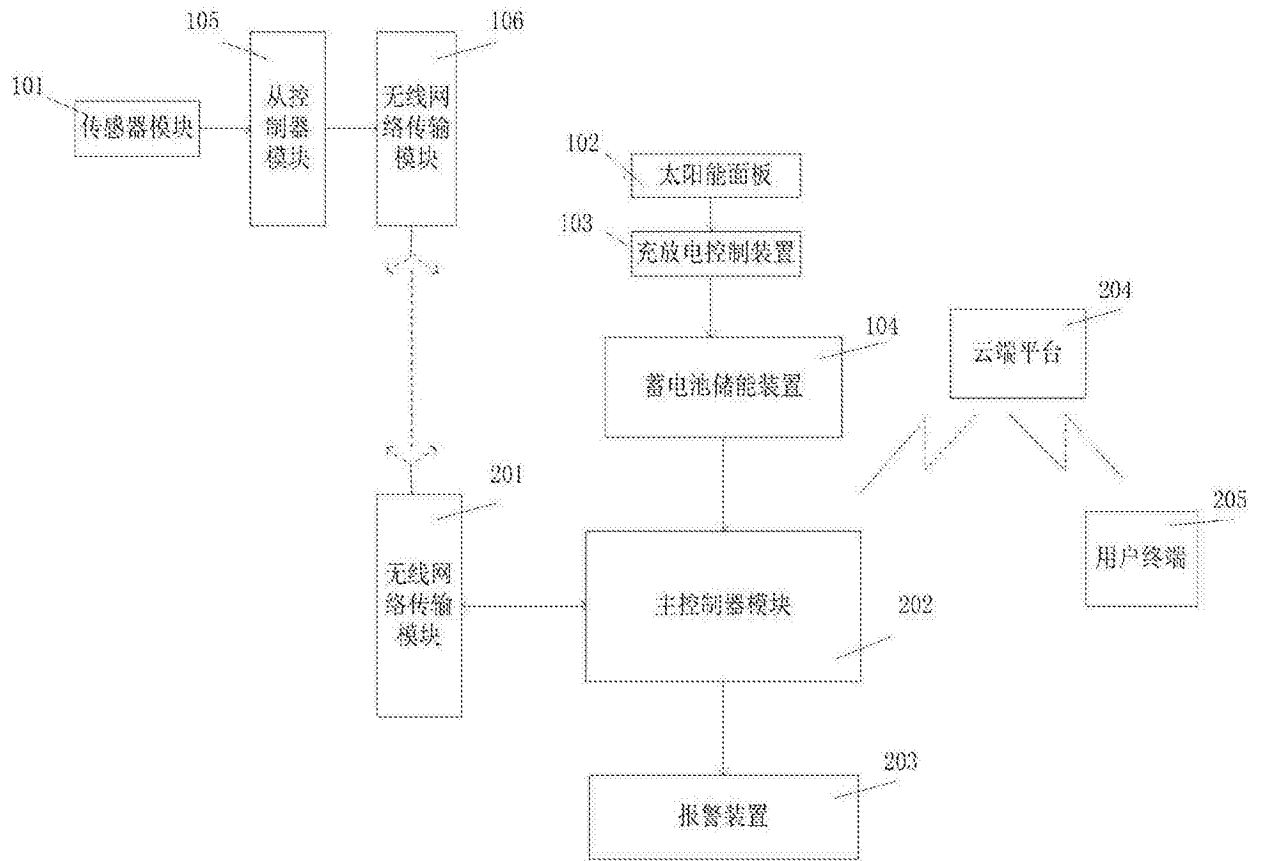 105
106
101
传感器模块
从控
制器
模块
无线网
络传输
模块
102
太阳能面板
103
充放电控制装置
104
蓄电池储能装置
204
云端平台
201
无线网
络传输
模块
主控制器模块
202
205
用户终端
203
报警装置